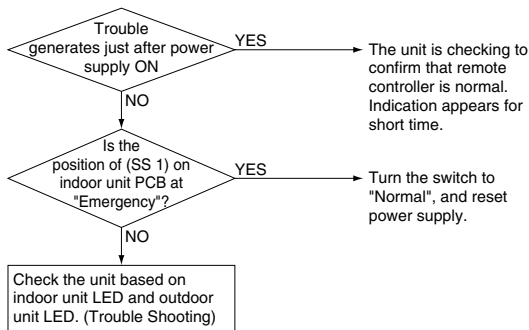 Trouble
generates just after power
supply ON
YES
The unit is checking to
confirm that remote
controller is normal.
Indication appears for
short time.
NO
Is the
position of (SS 1) on
indoor unit PCB at
"Emergency"?
YES
Turn the switch to
"Normal", and reset
power supply.
NO
Check the unit based on
indoor unit LED and outdoor
unit LED. (Trouble Shooting)